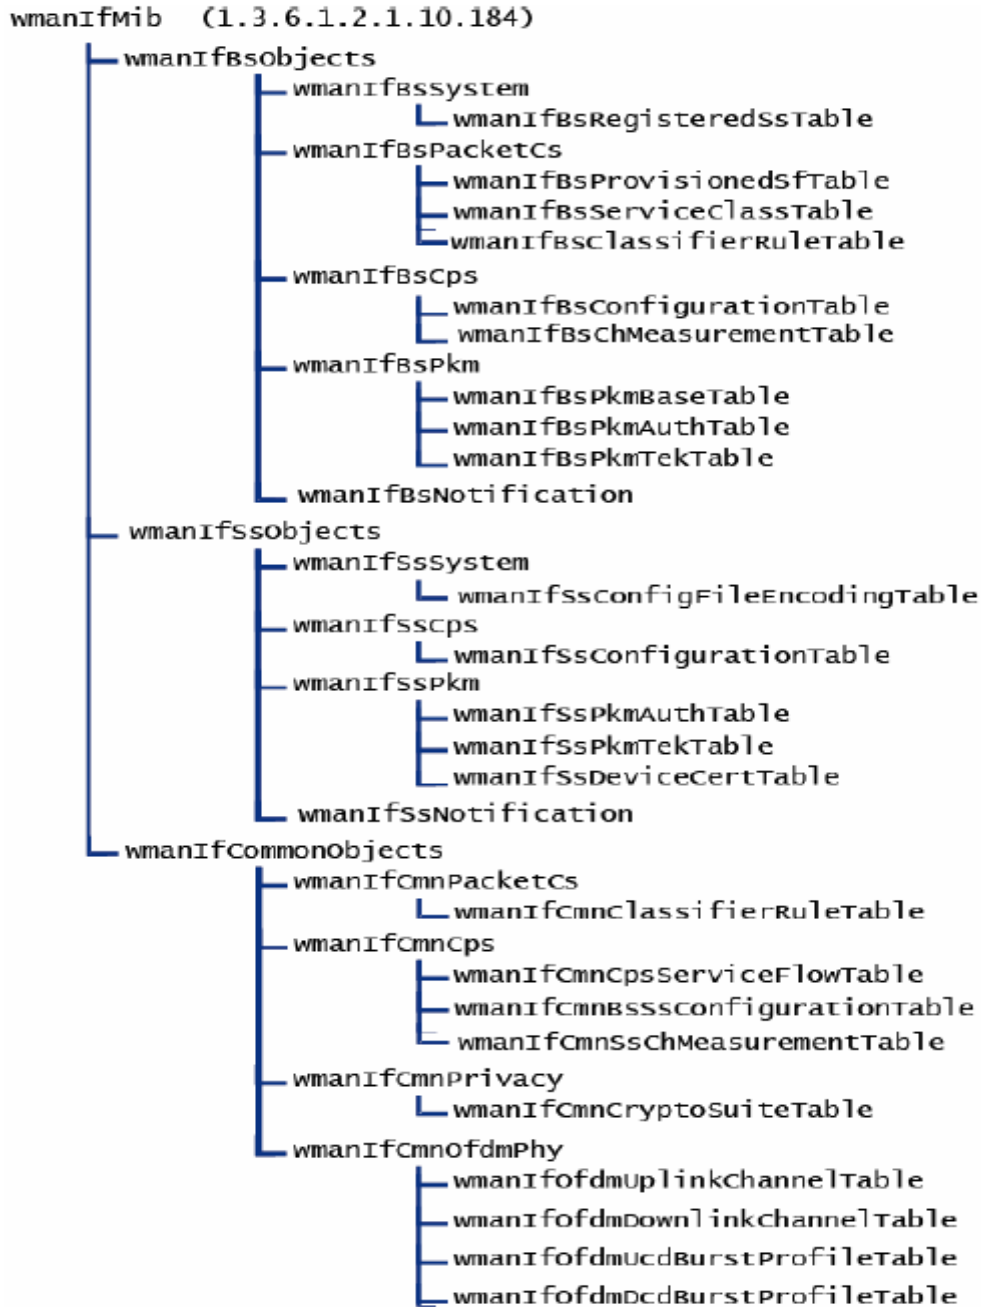 wmanIfMib (1.3.6.1.2.1.10.184)
wmanIfBsObjects
wmanIfBsSystem
wmanIfBsRegisteredSsTable
wmanIfBsPacketCs
wmanIfBsProvisionedSfTable
wmanIfBsServiceClassTable
wmanIfBsClassifierRuleTable
wmanIfBsCps
wmanIfBsConfigurationTable
wmanIfBsChMeasurementTable
wmanIfBsPkm
wmanIfBsPkmBaseTable
wmanIfBsPkmAuthTable
wmanIfBsPkmTekTable
wmanIfBsNotification
wmanIfSsObjects
wmanIfSsSystem
wmanIfSsConfigFileEncodingTable
wmanIfSsCps
wmanIfSsConfigurationTable
wmanIfSsPkm
wmanIfSsPkmAuthTable
wmanIfSsPkmTekTable
wmanIfSsDeviceCertTable
wmanIfSsNotification
wmanIfCommonObjects
wmanIfCmnPacketCs
wmanIfCmnClassifierRuleTable
wmanIfCmnCps
wmanIfCmnCpsServiceFlowTable
wmanIfCmnBsSsConfigurationTable
wmanIfCmnSsChMeasurementTable
wmanIfCmnPrivacy
wmanIfCmnCryptoSuiteTable
wmanIfCmnOfdmPhy
wmanIfOfdmUplinkChannelTable
wmanIfOfdmDownlinkChannelTable
wmanIfOfdmUcdBurstProfileTable
wmanIfOfdmDcdBurstProfileTable